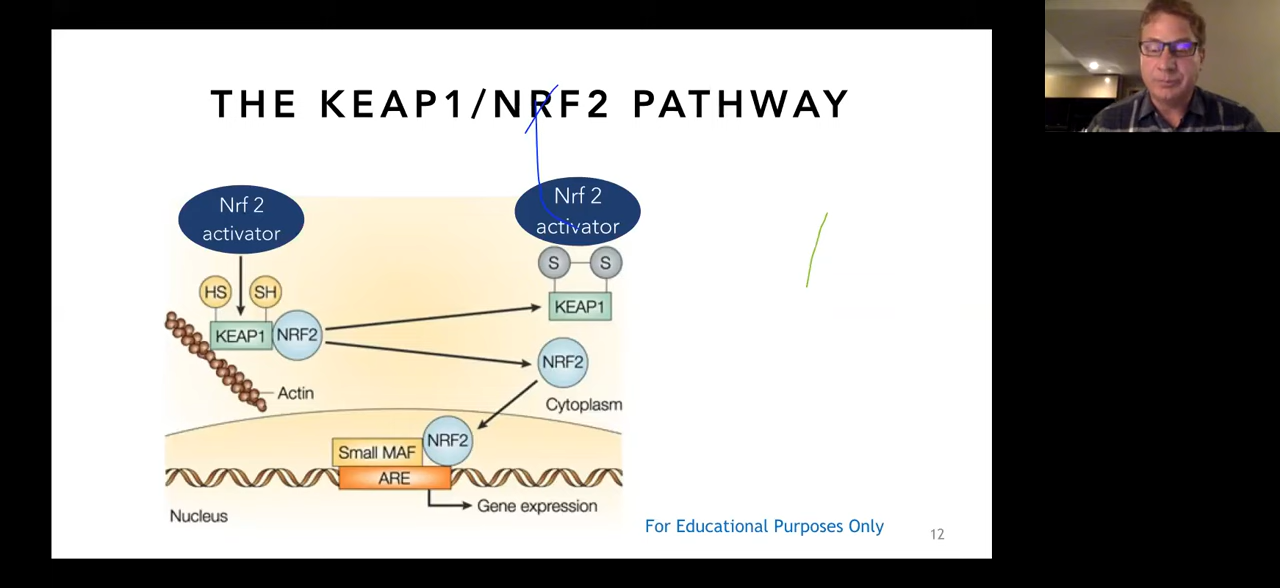 THE KEAP1/NRF2 PATHWAY
Nrf 2
activator
Nrf 2
activator
S
S
HS
SH
KEAP1
KEAP1
NRF2
NRF2
Actin
Cytoplasm
NRF2
Small MAF
ARE
Gene expression
Nucleus
For Educational Purposes Only
12